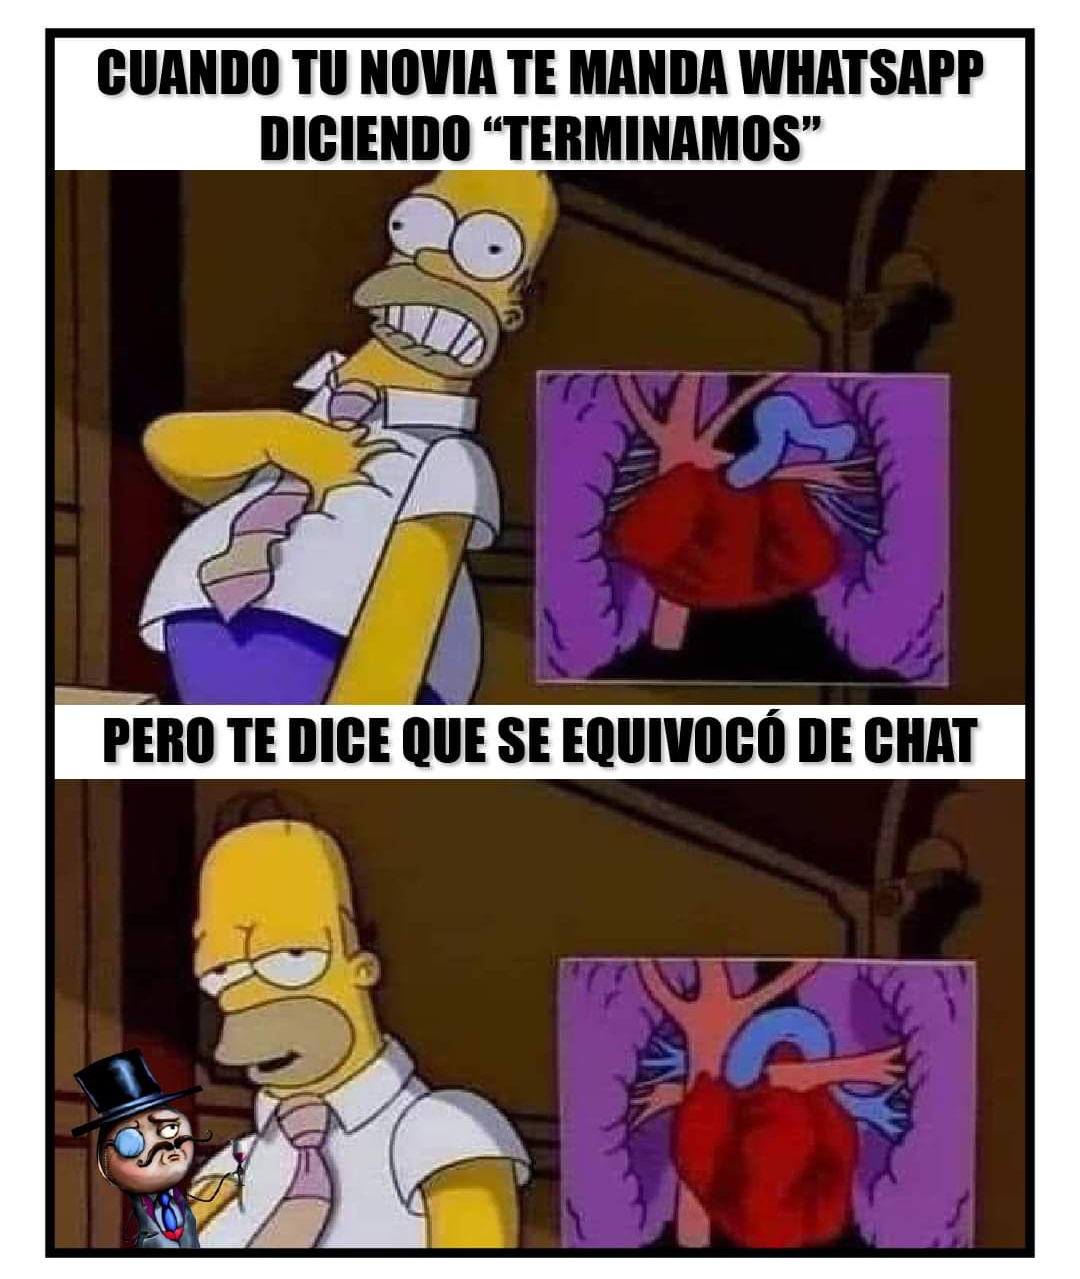 CUANDO TU NOVIA TE MANDA WHATSAPP
DICIENDO “TERMINAMOS”
PERO TE DICE QUE SE EQUIVOCÓ DE CHAT